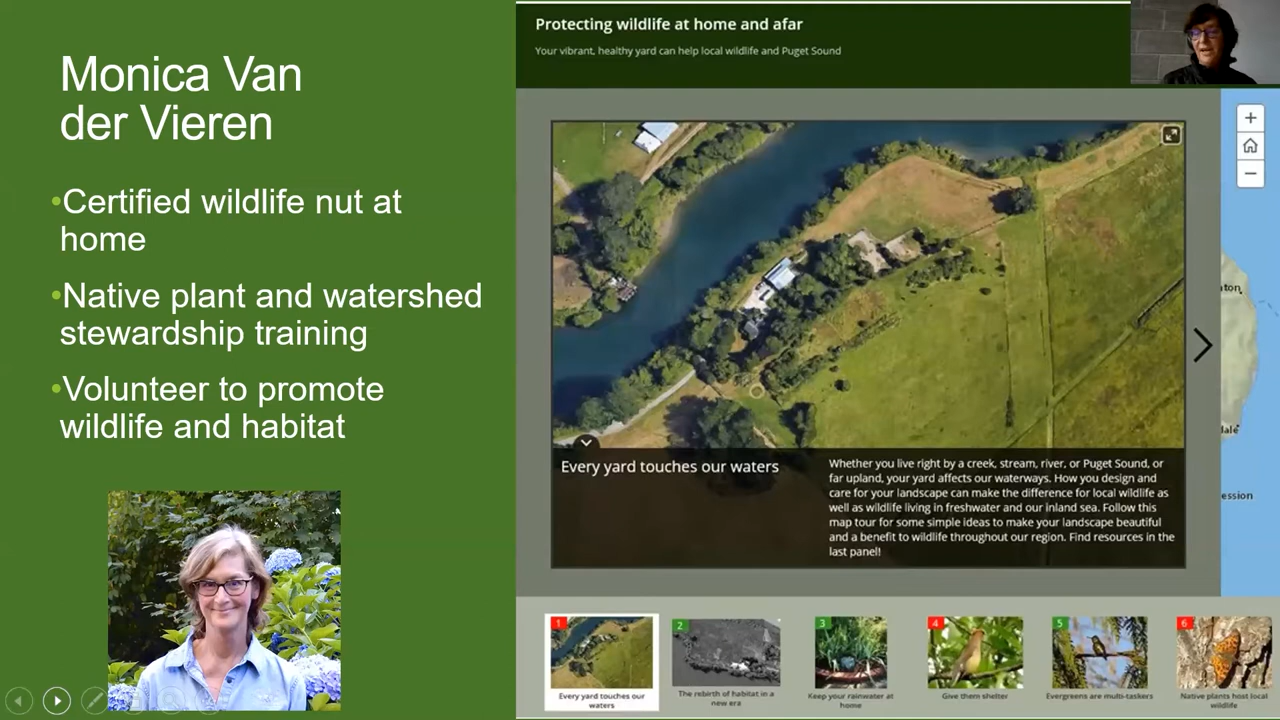 Monica Van
der Vieren
•Certified wildlife nut at
home
•Native plant and watershed
stewardship training
•Volunteer to promote
wildlife and habitat
Protecting wildlife at home and afar
Your vibrant, healthy yard can help local wildlife and Puget Sound
Every yard touches our waters
Whether you live right by a creek, stream, river, or Puget Sound, or
far upland, your yard affects our waterways. How you design and
care for your landscape can make the difference for local wildlife as
well as wildlife living in freshwater and our inland sea. Follow this
map tour for some simple ideas to make your landscape beautiful
and a benefit to wildlife throughout our region. Find resources in the
last panel!
+
−
ton
dale
ession
1
Every yard touches our
waters
2
The rebirth of habitat in a
new era
3
Keep your rainwater at
home
4
Give them shelter
5
Evergreens are multi-taskers
6
Native plants host local
wildlife